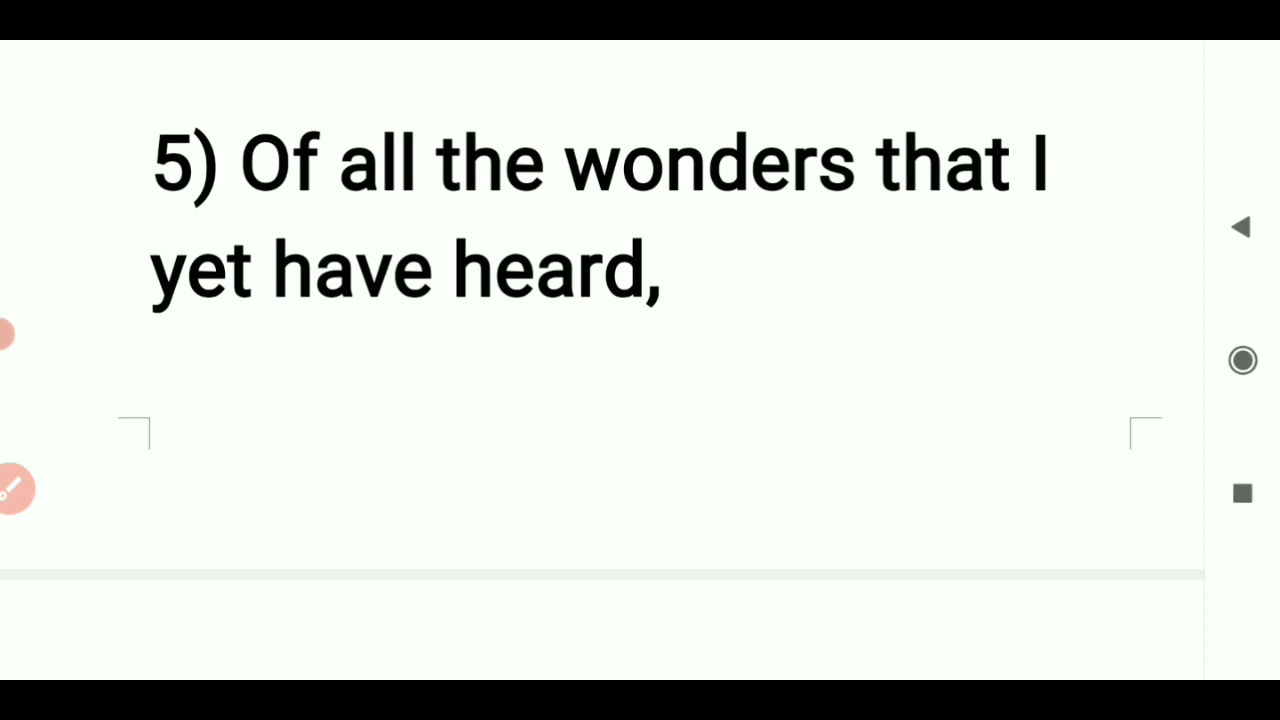 5) Of all the wonders that I
yet have heard,